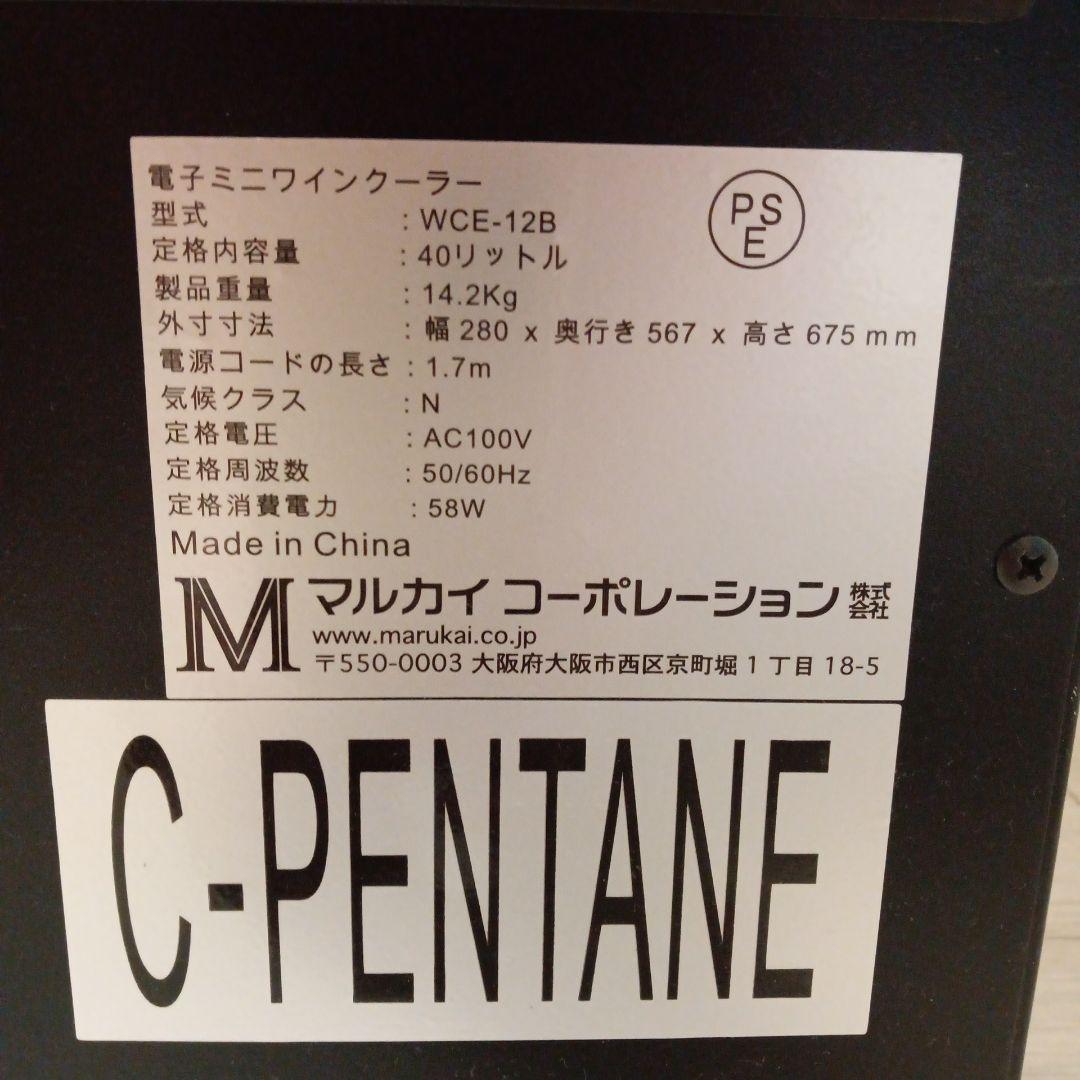 電子ミニワインクーラー
PSE
型式 : WCE-12B
定格内容量 : 40リットル
製品重量 : 14.2Kg
外寸寸法 : 幅 280 x 奥行き 567 x 高さ 675 mm
電源コードの長さ : 1.7m
気候クラス : N
定格電圧 : AC100V
定格周波数 : 50/60Hz
定格消費電力 : 58W
Made in China
M マルカイ コーポレーション 株式会社
www.marukai.co.jp
〒550-0003 大阪府大阪市西区京町堀 1 丁目 18-5
C-PENTANE